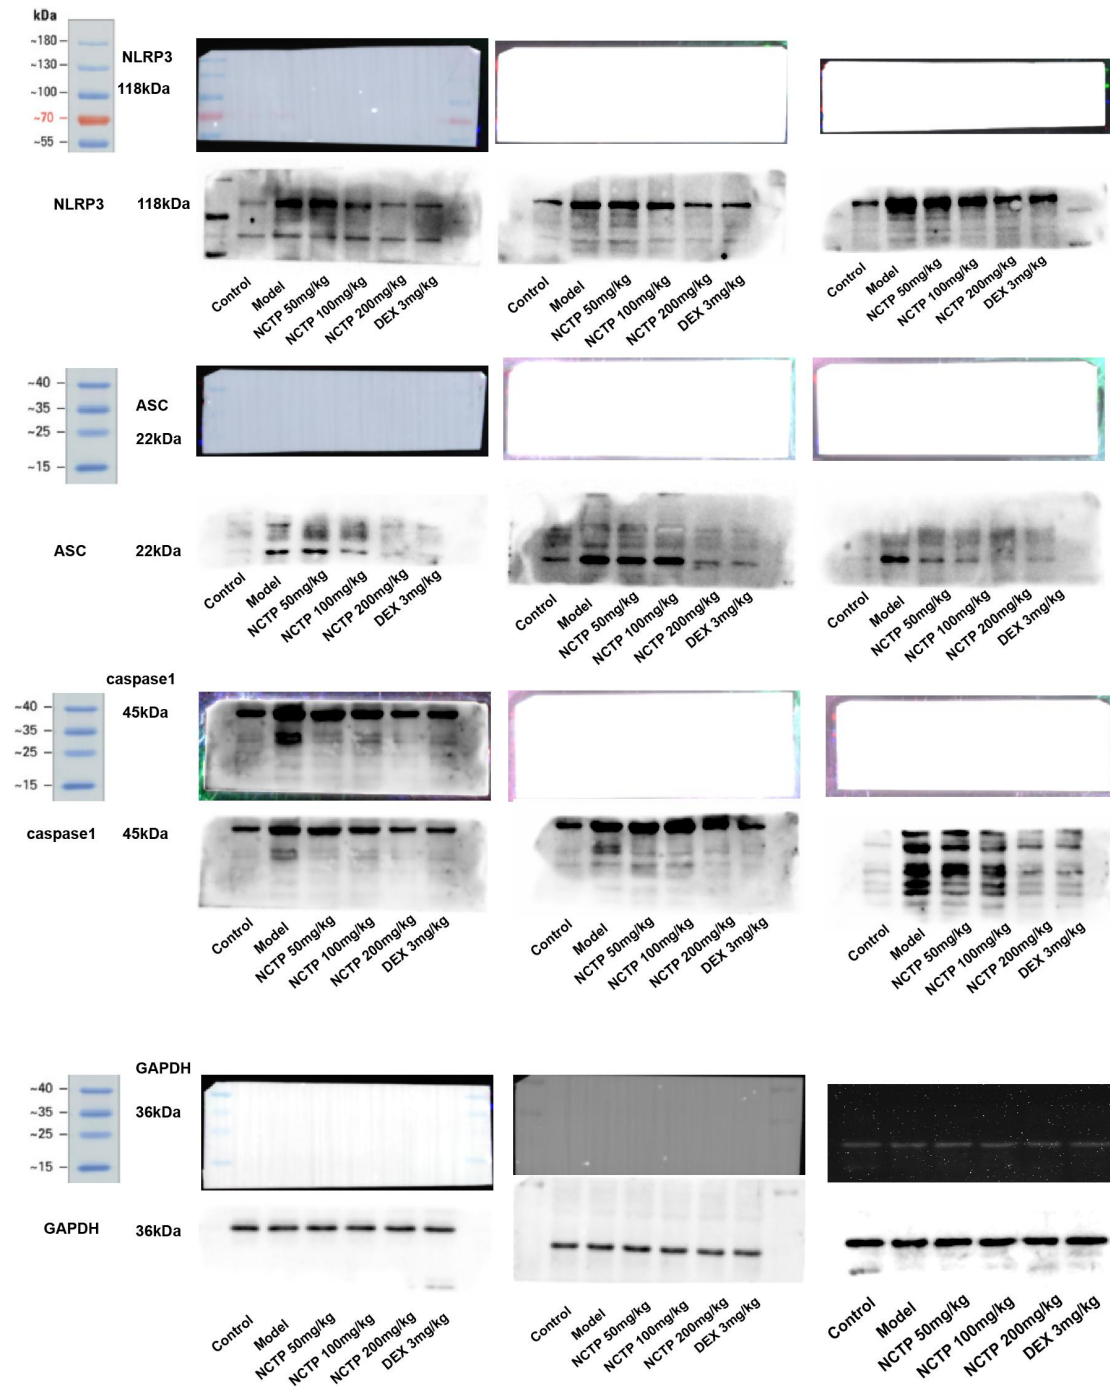 kDa
~180
~130
~100
~70
~55
NLRP3
118kDa
NLRP3 118kDa
Control Model NCTP 50mg/kg NCTP 100mg/kg NCTP 200mg/kg DEX 3mg/kg
Control Model NCTP 50mg/kg NCTP 100mg/kg NCTP 200mg/kg DEX 3mg/kg
Control Model NCTP 50mg/kg NCTP 100mg/kg NCTP 200mg/kg DEX 3mg/kg
~40
~35
~25
~15
ASC
22kDa
ASC 22kDa
Control Model NCTP 50mg/kg NCTP 100mg/kg NCTP 200mg/kg DEX 3mg/kg
Control Model NCTP 50mg/kg NCTP 100mg/kg NCTP 200mg/kg DEX 3mg/kg
Control Model NCTP 50mg/kg NCTP 100mg/kg NCTP 200mg/kg DEX 3mg/kg
caspase1
~40
~35
~25
~15
45kDa
caspase1 45kDa
Control Model NCTP 50mg/kg NCTP 100mg/kg NCTP 200mg/kg DEX 3mg/kg
Control Model NCTP 50mg/kg NCTP 100mg/kg NCTP 200mg/kg DEX 3mg/kg
Control Model NCTP 50mg/kg NCTP 100mg/kg NCTP 200mg/kg DEX 3mg/kg
GAPDH
~40
~35
~25
~15
36kDa
GAPDH 36kDa
Control Model NCTP 50mg/kg NCTP 100mg/kg NCTP 200mg/kg DEX 3mg/kg
Control Model NCTP 50mg/kg NCTP 100mg/kg NCTP 200mg/kg DEX 3mg/kg
Control Model NCTP 50mg/kg NCTP 100mg/kg NCTP 200mg/kg DEX 3mg/kg